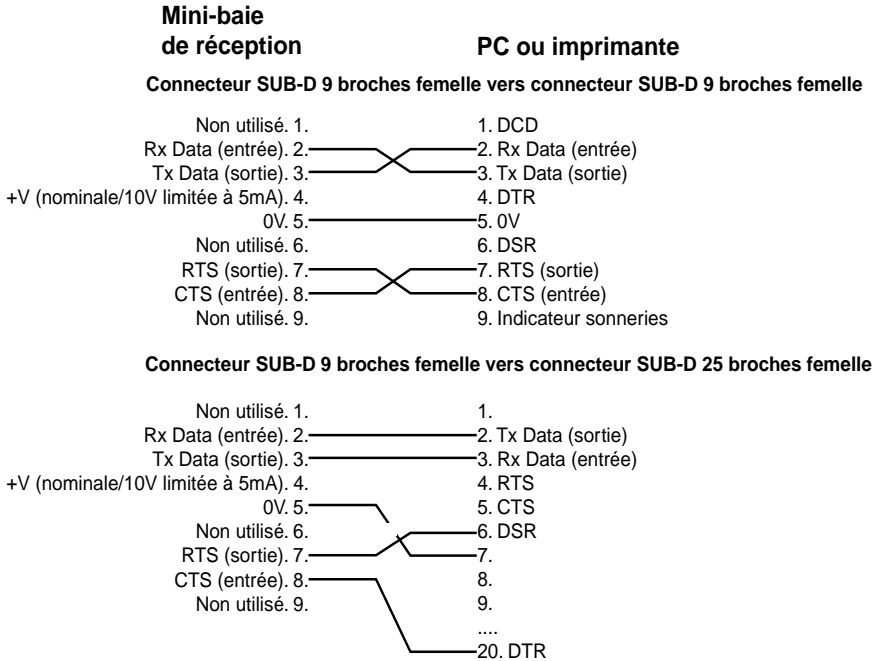 Mini-baie
de réception PC ou imprimante
Connecteur SUB-D 9 broches femelle vers connecteur SUB-D 9 broches femelle
Non utilisé. 1. 1. DCD
Rx Data (entrée). 2. 2. Rx Data (entrée)
Tx Data (sortie). 3. 3. Tx Data (sortie)
+V (nominale/10V limitée à 5mA). 4. 4. DTR
0V. 5. 5. 0V
Non utilisé. 6. 6. DSR
RTS (sortie). 7. 7. RTS (sortie)
CTS (entrée). 8. 8. CTS (entrée)
Non utilisé. 9. 9. Indicateur sonneries
Connecteur SUB-D 9 broches femelle vers connecteur SUB-D 25 broches femelle
Non utilisé. 1. 1.
Rx Data (entrée). 2. 2. Tx Data (sortie)
Tx Data (sortie). 3. 3. Rx Data (entrée)
+V (nominale/10V limitée à 5mA). 4. 4. RTS
0V. 5. 5. CTS
Non utilisé. 6. 6. DSR
RTS (sortie). 7. 7.
CTS (entrée). 8. 8.
Non utilisé. 9. 9.
....
20. DTR